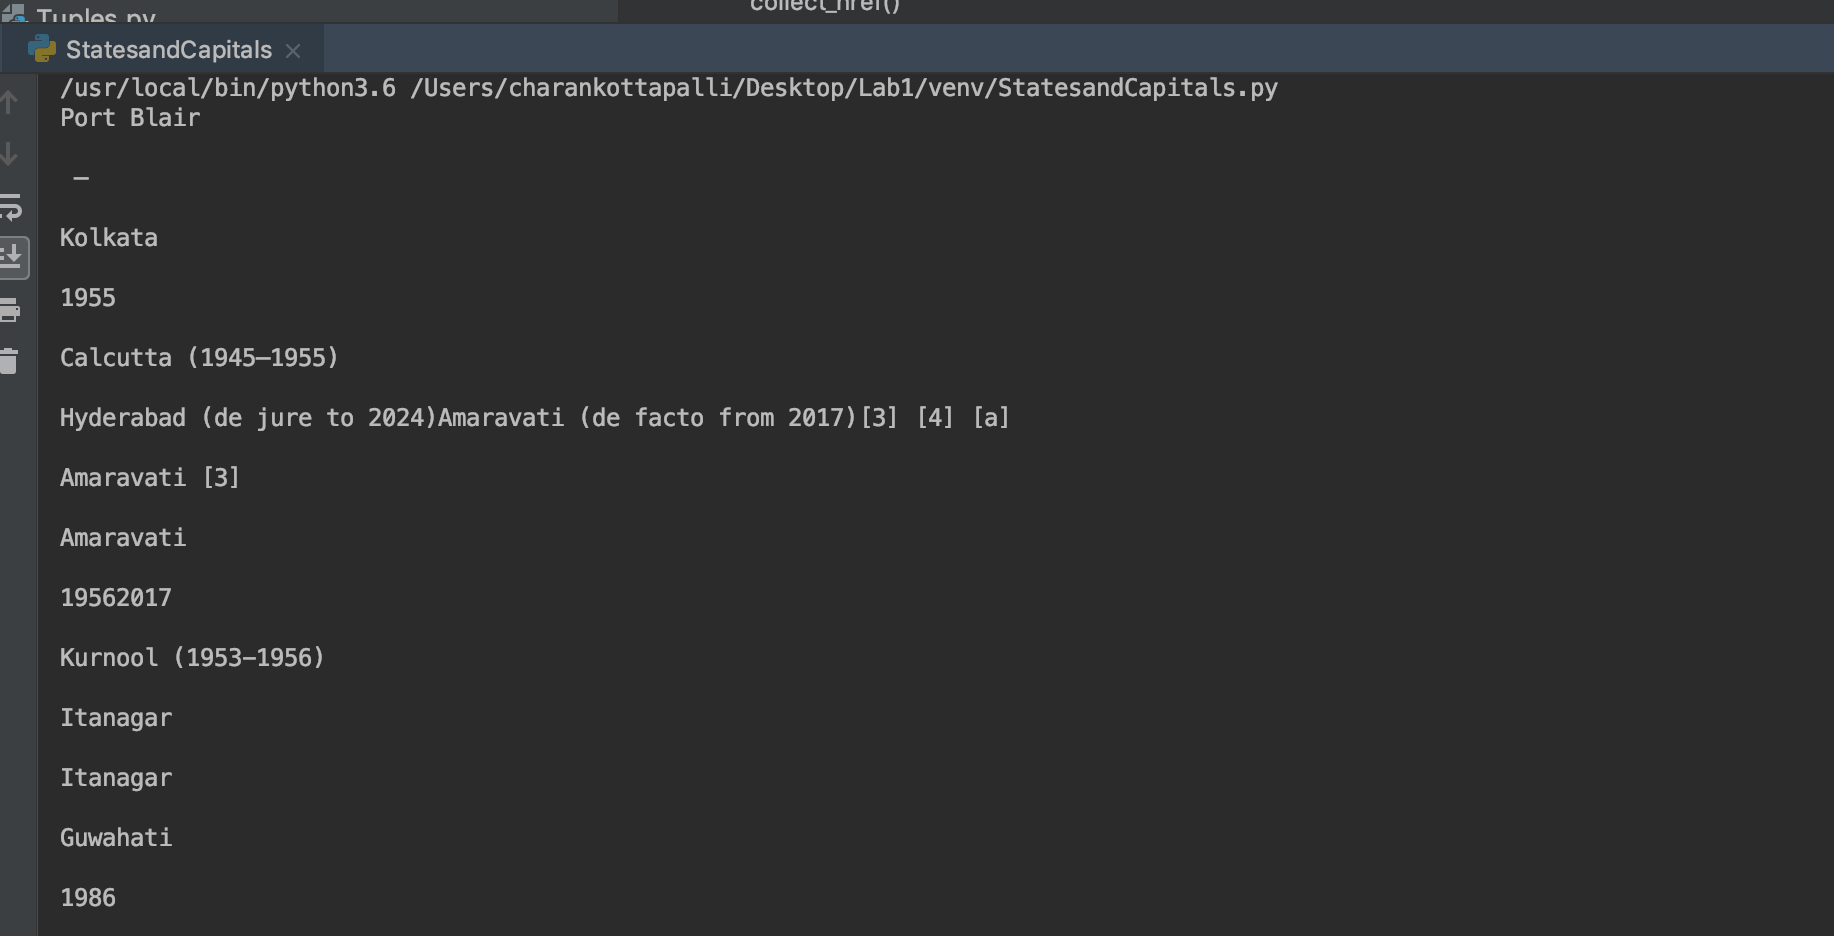 Tuples.py
collect_href()
StatesandCapitals
/usr/local/bin/python3.6 /Users/charankottapalli/Desktop/Lab1/venv/StatesandCapitals.py
Port Blair
—
Kolkata
1955
Calcutta (1945–1955)
Hyderabad (de jure to 2024)Amaravati (de facto from 2017)[3] [4] [a]
Amaravati [3]
Amaravati
19562017
Kurnool (1953–1956)
Itanagar
Itanagar
Guwahati
1986